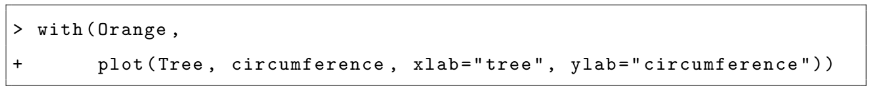 > with(Orange,
+       plot(Tree, circumference, xlab="tree", ylab="circumference"))